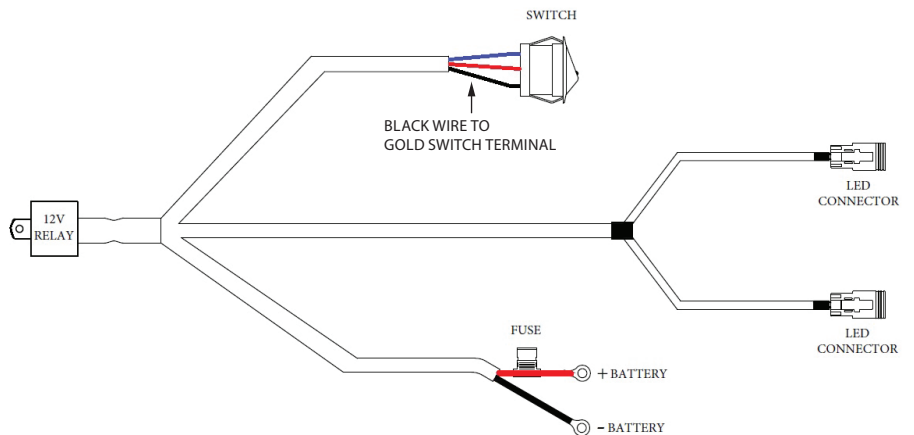 SWITCH
BLACK WIRE TO
GOLD SWITCH TERMINAL
LED
CONNECTOR
12V
RELAY
LED
CONNECTOR
FUSE
+ BATTERY
- BATTERY